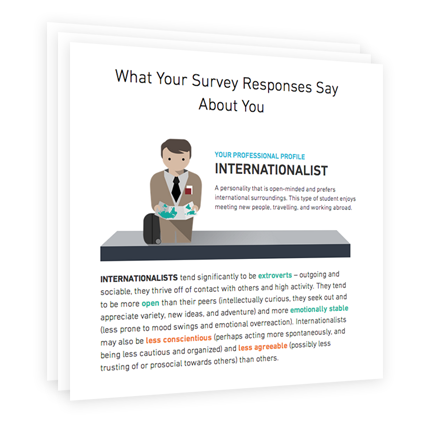 What Your Survey Responses Say
About You
YOUR PROFESSIONAL PROFILE
INTERNATIONALIST
A personality that is open-minded and prefers
international surroundings. This type of student enjoys
meeting new people, travelling, and working abroad.
INTERNATIONALISTS tend significantly to be extroverts – outgoing and
sociable, they thrive off of contact with others and high activity. They tend
to be more open than their peers (intellectually curious, they seek out and
appreciate variety, new ideas, and adventure) and more emotionally stable
(less prone to mood swings and emotional overreaction). Internationalists
may also be less conscientious (perhaps acting more spontaneously, and
being less cautious and organized) and less agreeable (possibly less
trusting of or prosocial towards others) than others.